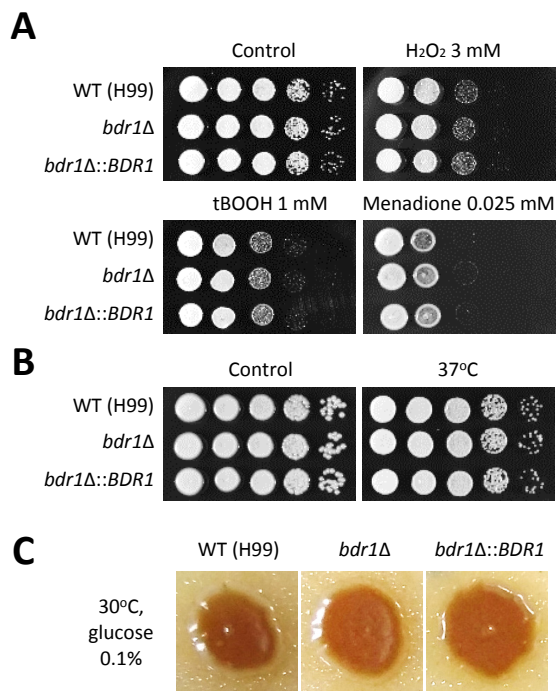 A
Control
H₂O₂ 3 mM
WT (H99)
bdr1Δ
bdr1Δ::BDR1
tBOOH 1 mM
Menadione 0.025 mM
WT (H99)
bdr1Δ
bdr1Δ::BDR1
B
Control
37°C
WT (H99)
bdr1Δ
bdr1Δ::BDR1
C
WT (H99)
bdr1Δ
bdr1Δ::BDR1
30°C,
glucose
0.1%